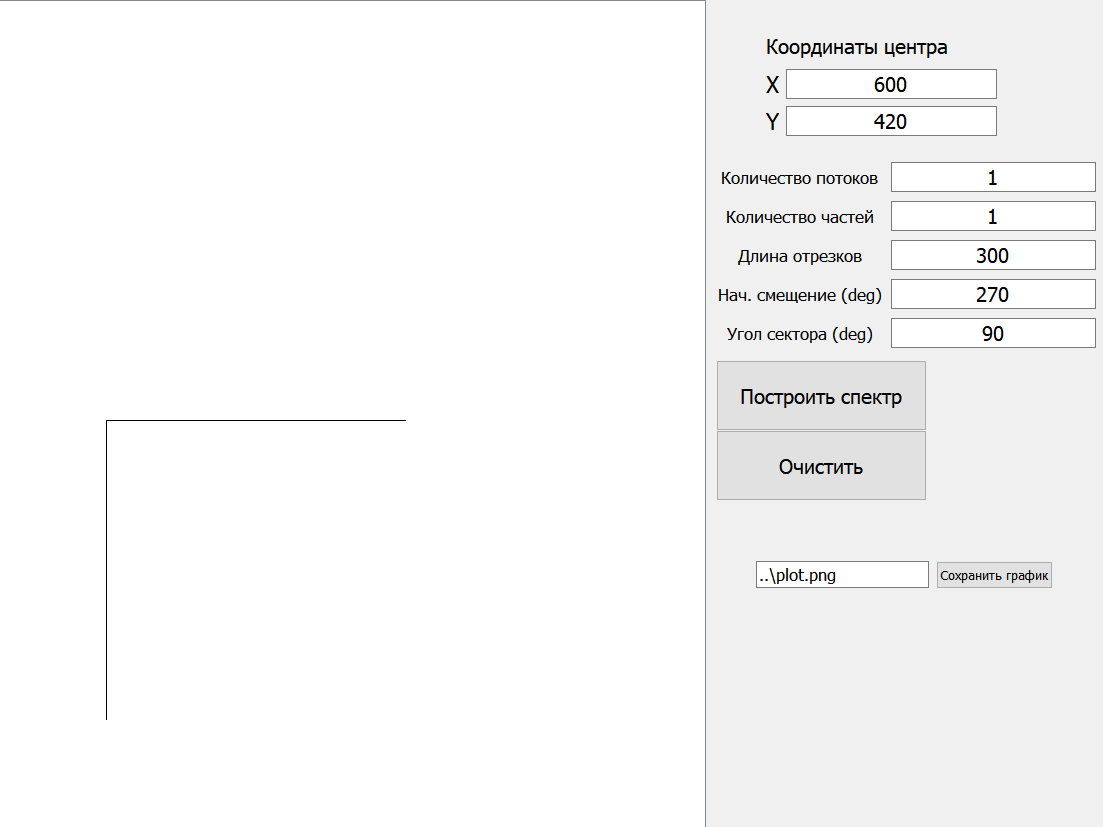 Координаты центра
X 600
Y 420
Количество потоков 1
Количество частей 1
Длина отрезков 300
Нач. смещение (deg) 270
Угол сектора (deg) 90
Построить спектр
Очистить
..\plot.png Сохранить график